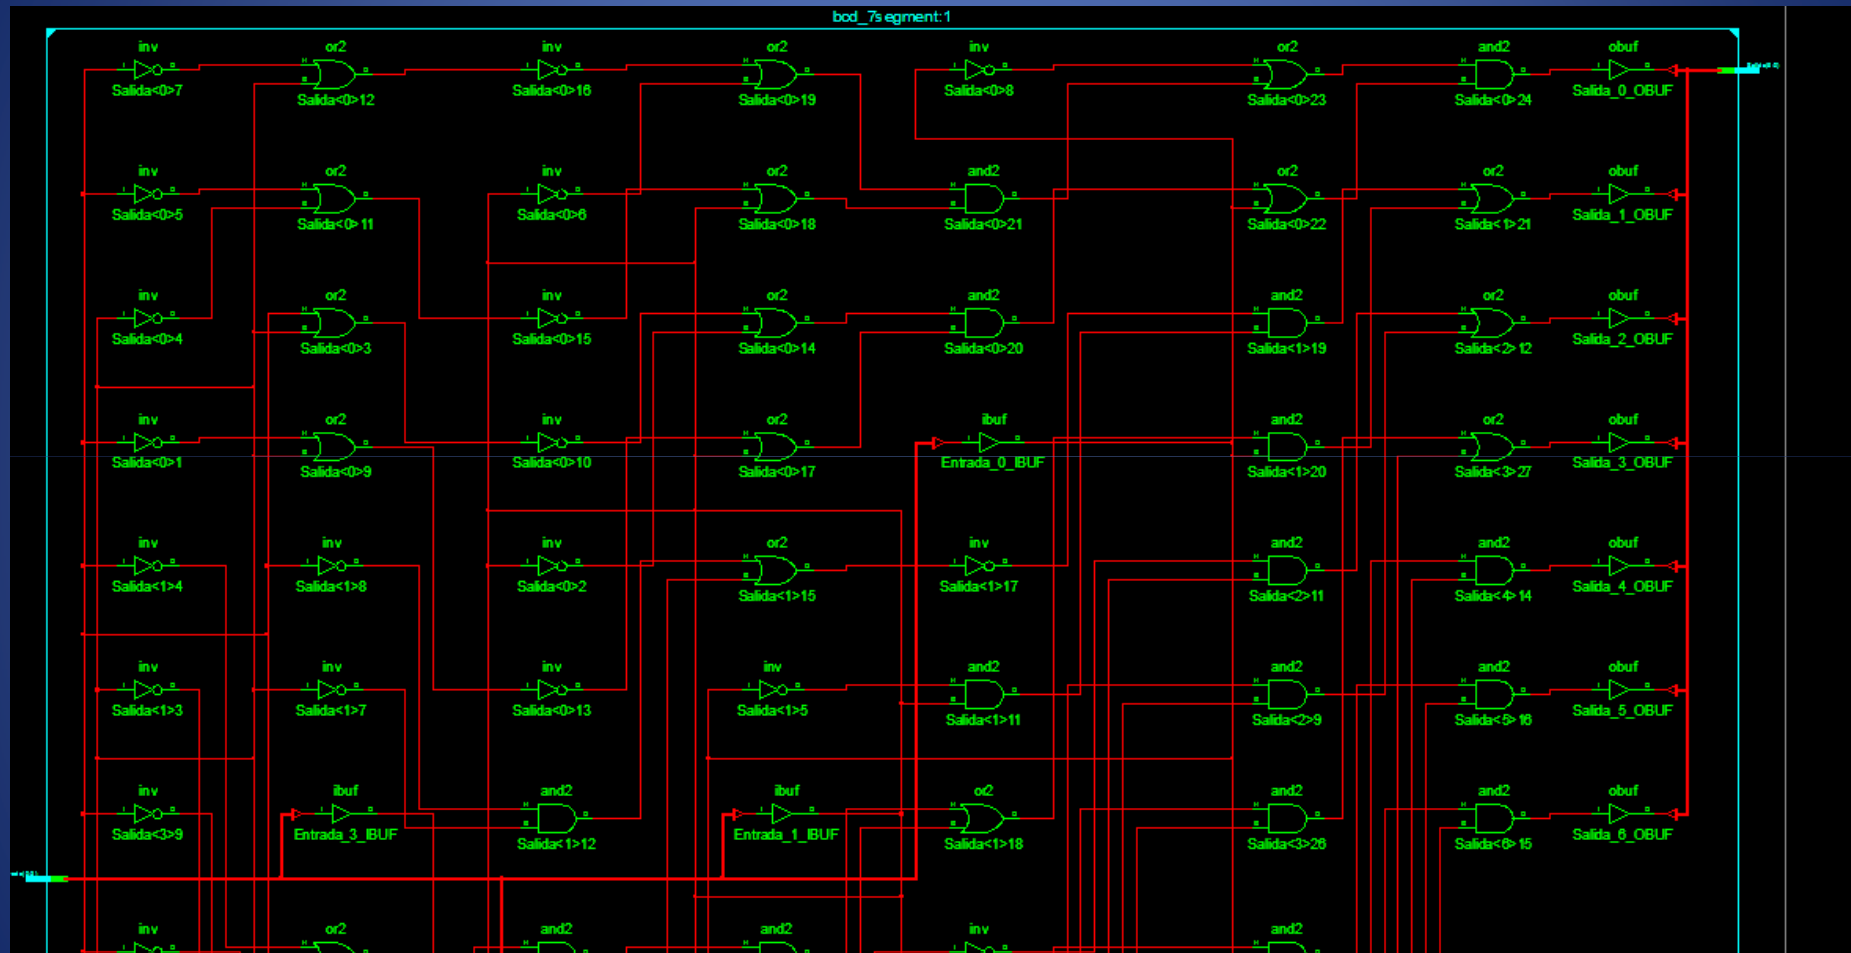 bcd_7segment:1
inv or2 inv or2 inv or2 and2 obuf
Salida<0>7 Salida<0>12 Salida<0>16 Salida<0>19 Salida<0>8 Salida<0>23 Salida<0>24 Salida_0_OBUF
inv or2 inv or2 and2 or2 or2 obuf
Salida<0>5 Salida<0>11 Salida<0>6 Salida<0>18 Salida<0>21 Salida<0>22 Salida<1>21 Salida_1_OBUF
inv or2 inv or2 and2 and2 or2 obuf
Salida<0>4 Salida<0>3 Salida<0>15 Salida<0>14 Salida<0>20 Salida<1>19 Salida<2>12 Salida_2_OBUF
inv or2 inv or2 ibuf and2 or2 obuf
Salida<0>1 Salida<0>9 Salida<0>10 Salida<0>17 Entrada_0_IBUF Salida<1>20 Salida<3>27 Salida_3_OBUF
inv inv inv or2 inv and2 and2 obuf
Salida<1>4 Salida<1>8 Salida<0>2 Salida<1>15 Salida<1>17 Salida<2>11 Salida<4>14 Salida_4_OBUF
inv inv inv inv and2 and2 and2 obuf
Salida<1>3 Salida<1>7 Salida<0>13 Salida<1>5 Salida<1>11 Salida<2>9 Salida<5>16 Salida_5_OBUF
inv ibuf and2 ibuf or2 and2 and2 obuf
Salida<3>9 Entrada_3_IBUF Salida<1>12 Entrada_1_IBUF Salida<1>18 Salida<3>26 Salida<6>15 Salida_6_OBUF
inv or2 and2 and2 inv and2